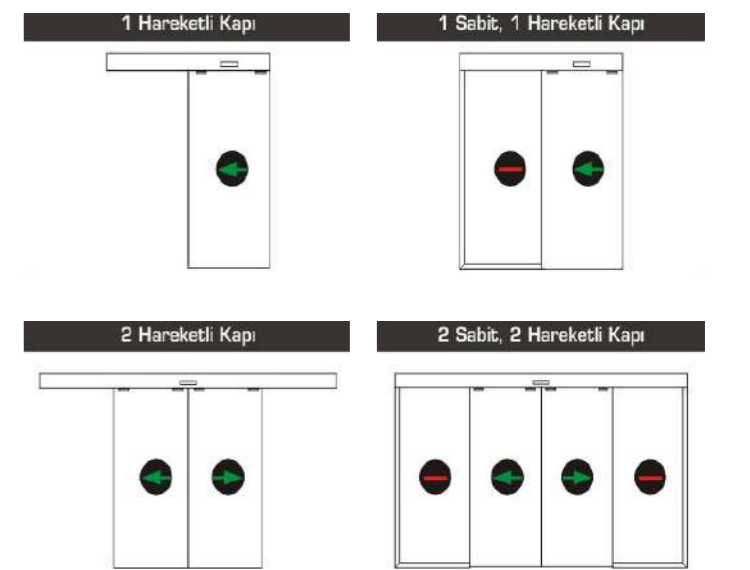 1 Hareketli Kapı
1 Sabit, 1 Hareketli Kapı
2 Hareketli Kapı
2 Sabit, 2 Hareketli Kapı